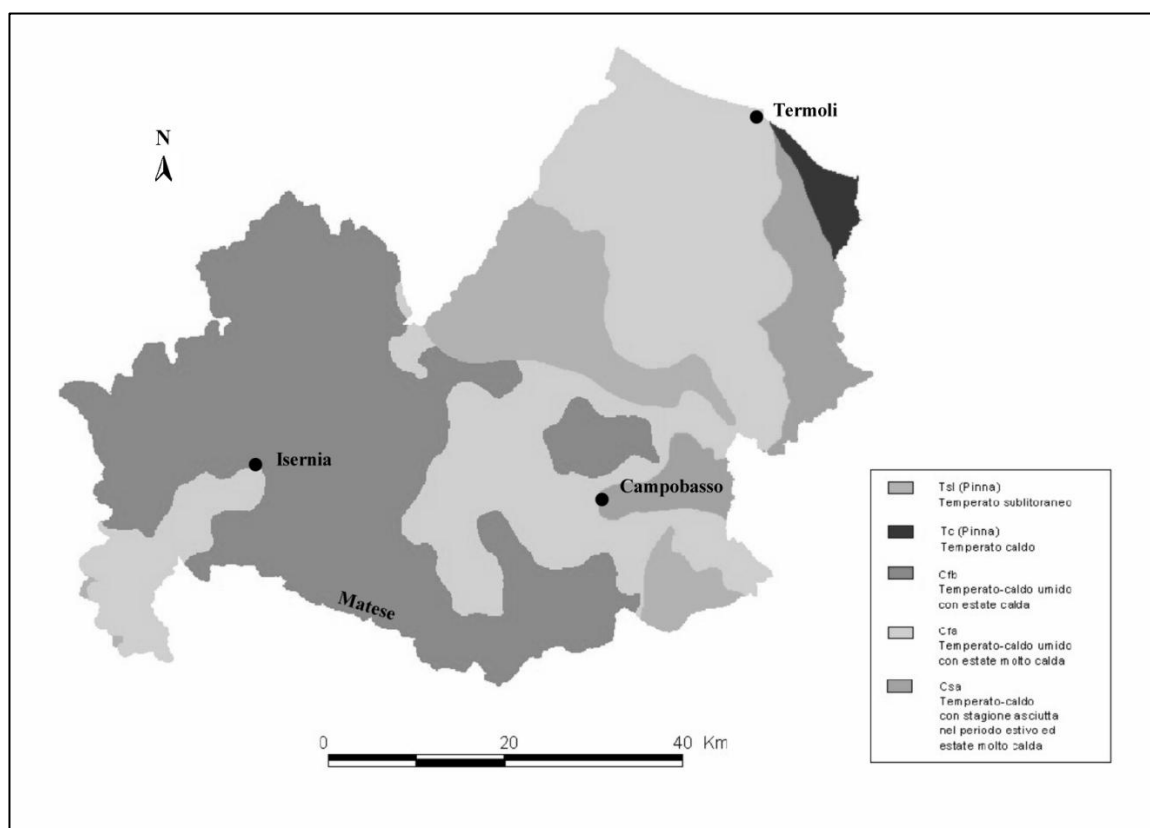 Termoli
N
Isernia
Campobasso
Matese
Tsl (Pinna)
Temperato sublitoraneo
Tc (Pinna)
Temperato caldo
Cfb
Temperato-caldo umido
con estate calda
Cfa
Temperato-caldo umido
con estate molto calda
Csa
Temperato-caldo
con stagione asciutta
nel periodo estivo ed
estate molto calda
0 20 40 Km